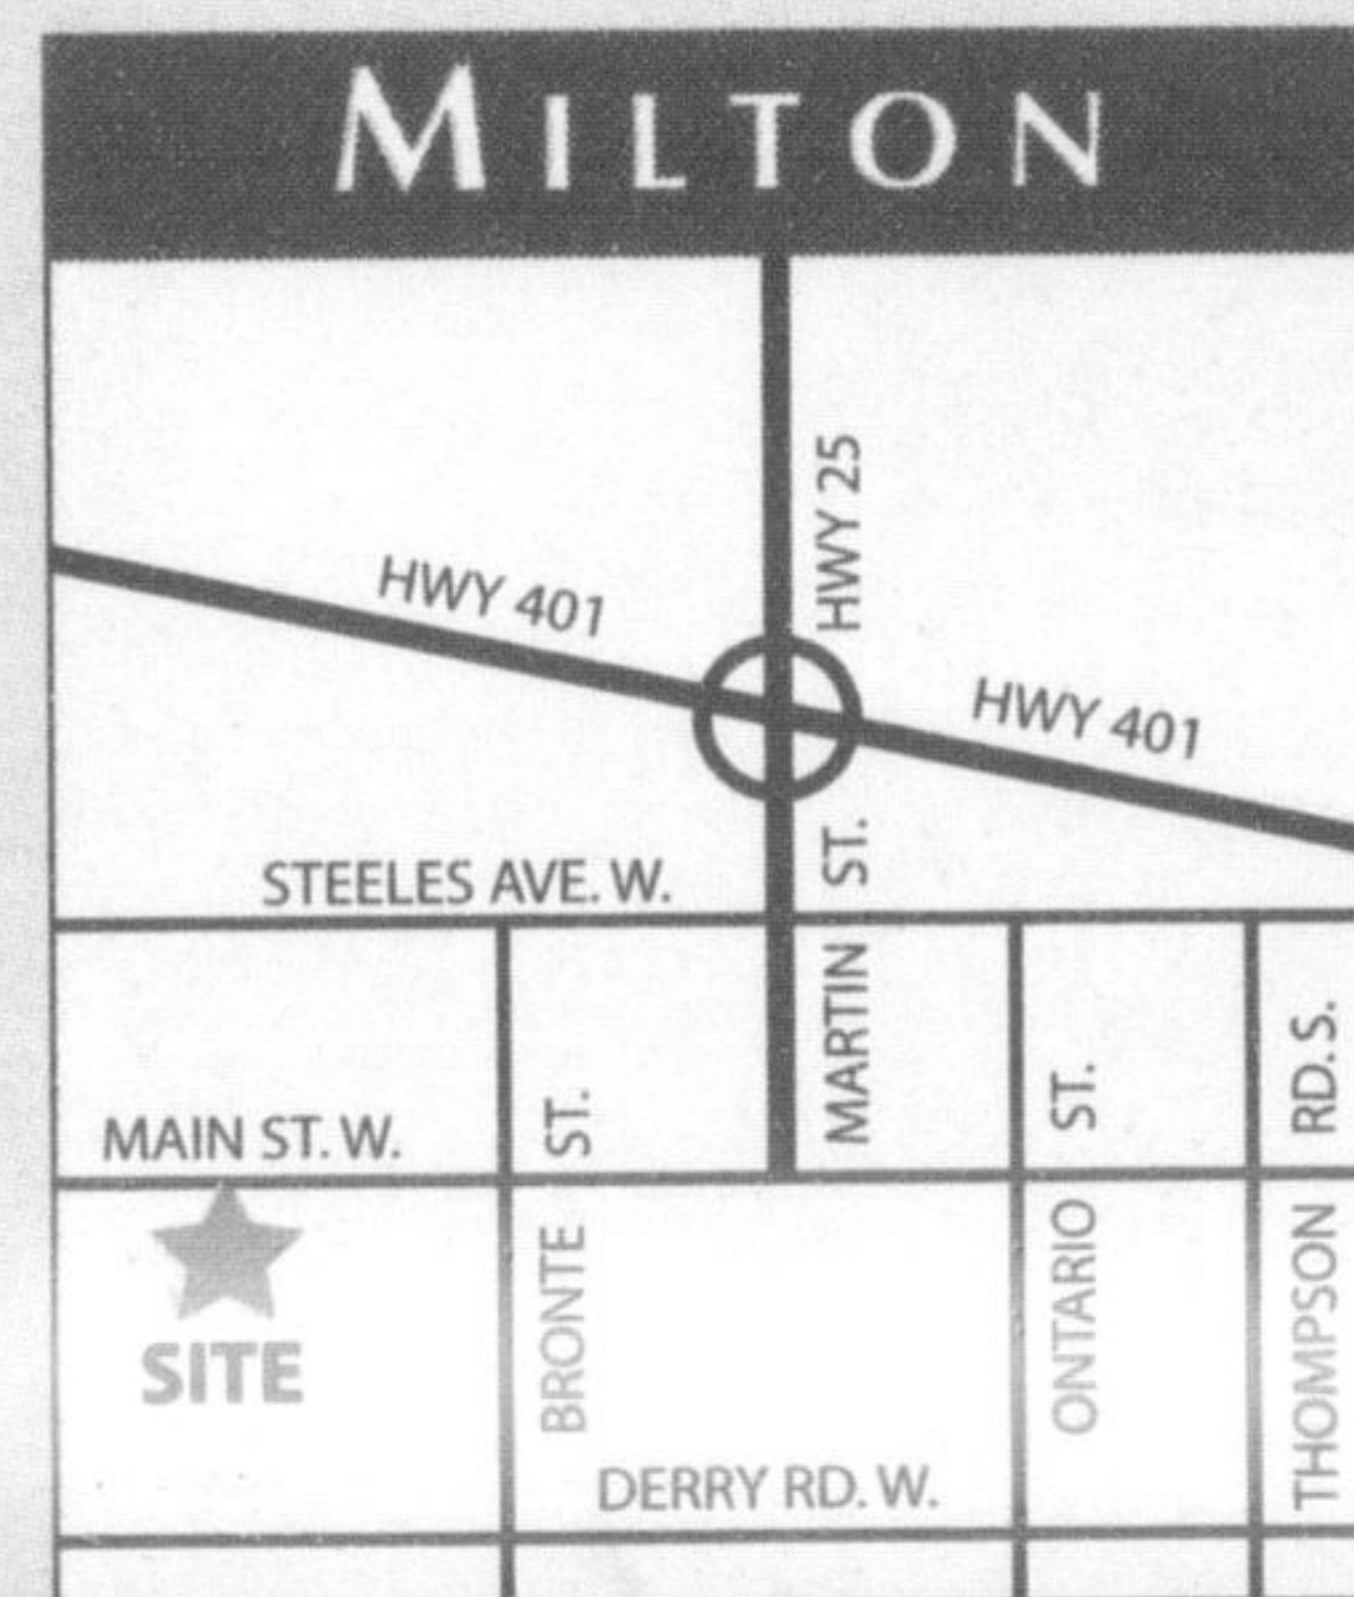 MILTON
HWY 25
HWY 401
HWY 401
STEELES AVE. W.
MARTIN ST.
MAIN ST. W.
BRONTE ST.
ONTARIO ST.
THOMPSON RD. S.
SITE
DERRY RD. W.